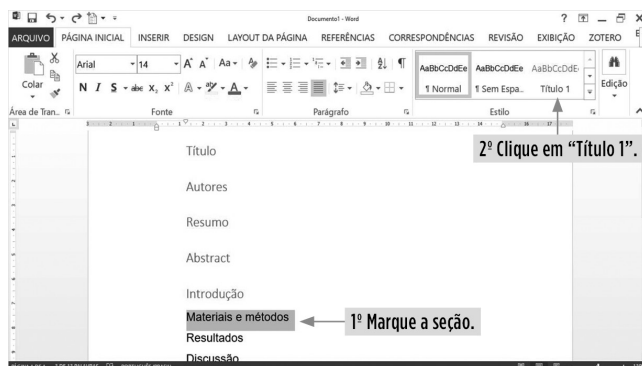 Documento1 - Word
ARQUIVO PÁGINA INICIAL INSERIR DESIGN LAYOUT DA PÁGINA REFERÊNCIAS CORRESPONDÊNCIAS REVISÃO EXIBIÇÃO ZOTERO
Colar
Arial 14
N I S abc X₂ X²
AaBbCcDdEe AaBbCcDdEe AaBbCcDdE
¶ Normal ¶ Sem Espa... Título 1
Edição
Área de Tran... Fonte Parágrafo Estilo
2º Clique em “Título 1”.
Título
Autores
Resumo
Abstract
Introdução
Materiais e métodos
1º Marque a seção.
Resultados
Discussão